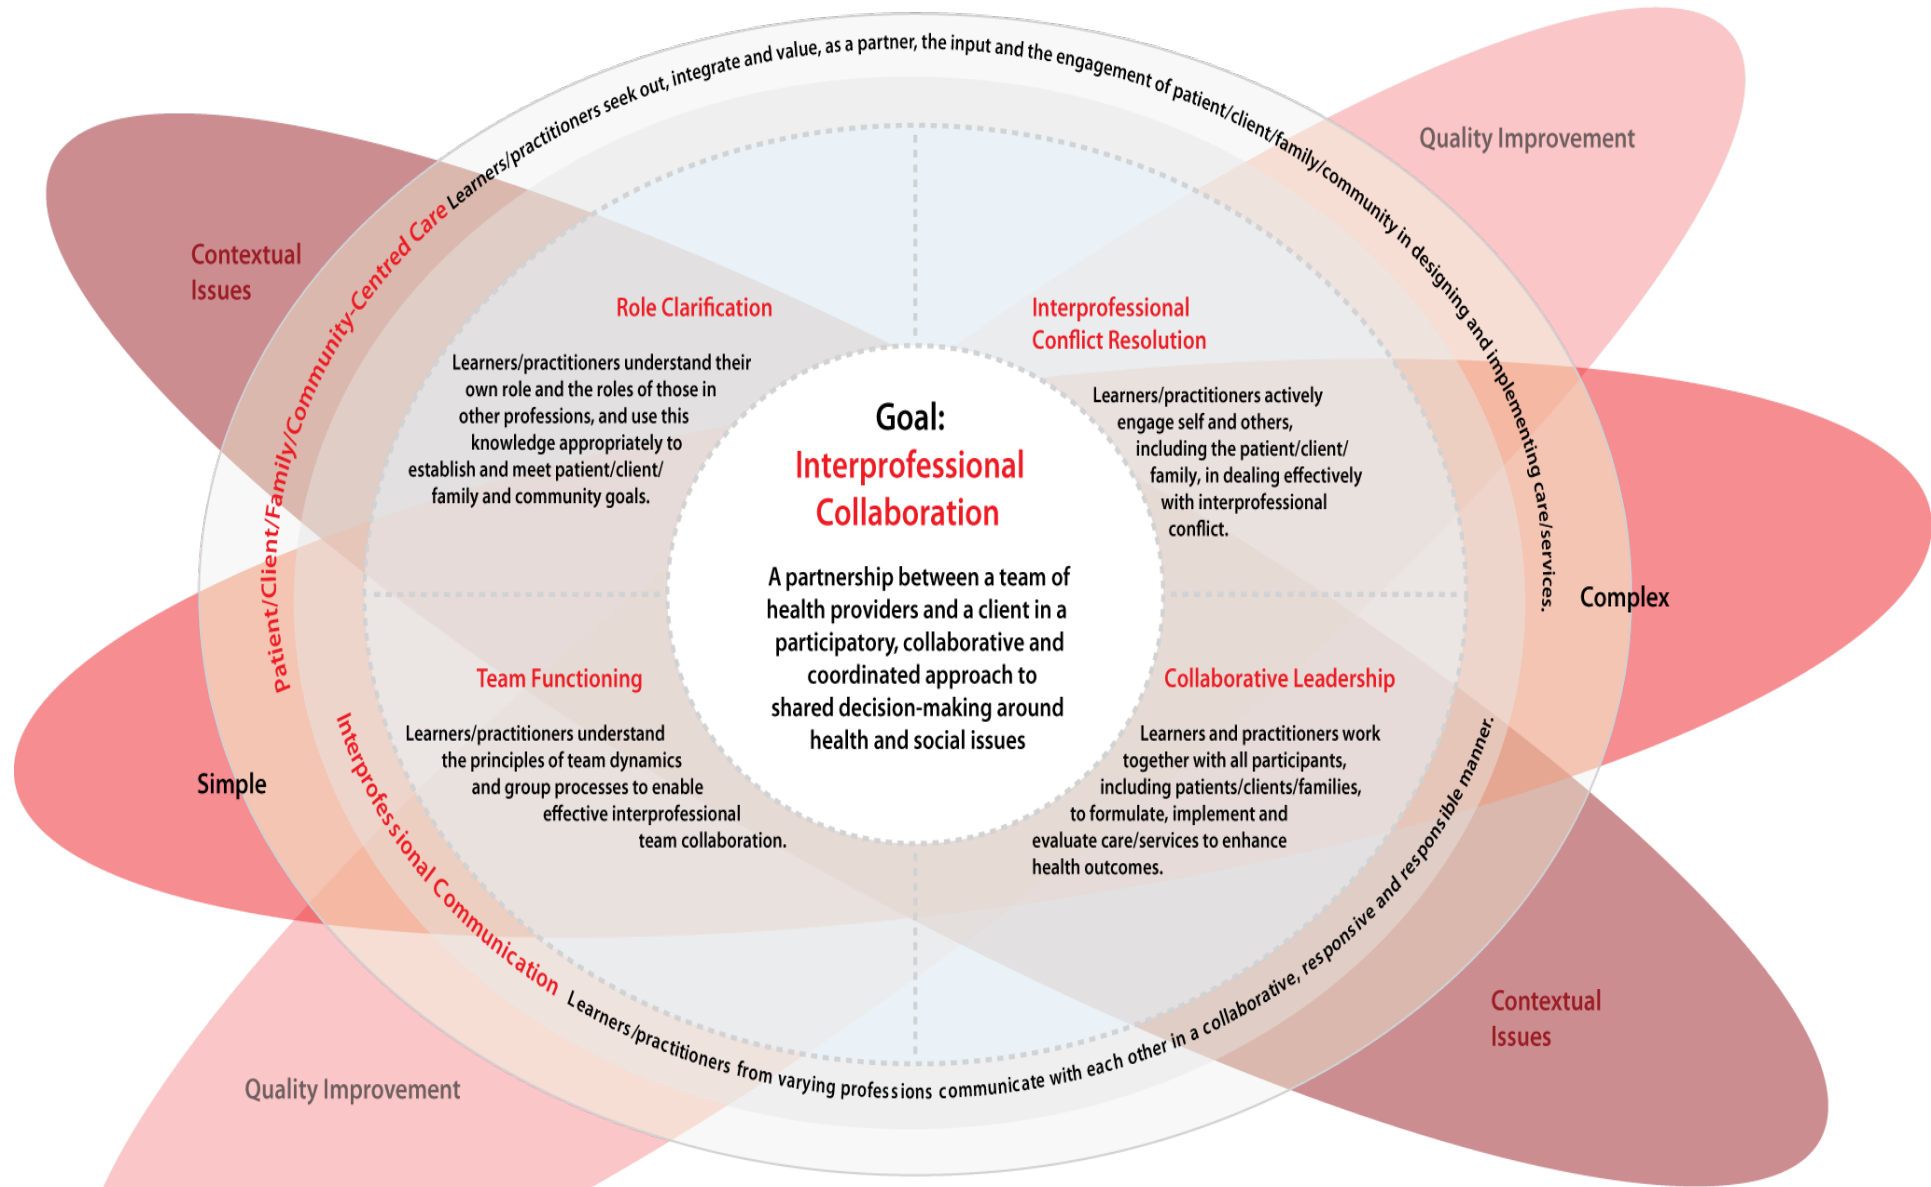 Patient/Client/Family/Community-Centred Care Learners/practitioners seek out, integrate and value, as a partner, the input and the engagement of patient/client/family/community in designing and implementing care/services.
Quality Improvement
Contextual
Issues
Role Clarification
Learners/practitioners understand their
own role and the roles of those in
other professions, and use this
knowledge appropriately to
establish and meet patient/client/
family and community goals.
Interprofessional
Conflict Resolution
Learners/practitioners actively
engage self and others,
including the patient/client/
family, in dealing effectively
with interprofessional
conflict.
Goal:
Interprofessional
Collaboration
A partnership between a team of
health providers and a client in a
participatory, collaborative and
coordinated approach to
shared decision-making around
health and social issues
Complex
Simple
Team Functioning
Learners/practitioners understand
the principles of team dynamics
and group processes to enable
effective interprofessional
team collaboration.
Collaborative Leadership
Learners and practitioners work
together with all participants,
including patients/clients/families,
to formulate, implement and
evaluate care/services to enhance
health outcomes.
Interprofessional Communication Learners/practitioners from varying professions communicate with each other in a collaborative, responsive and responsible manner.
Contextual
Issues
Quality Improvement